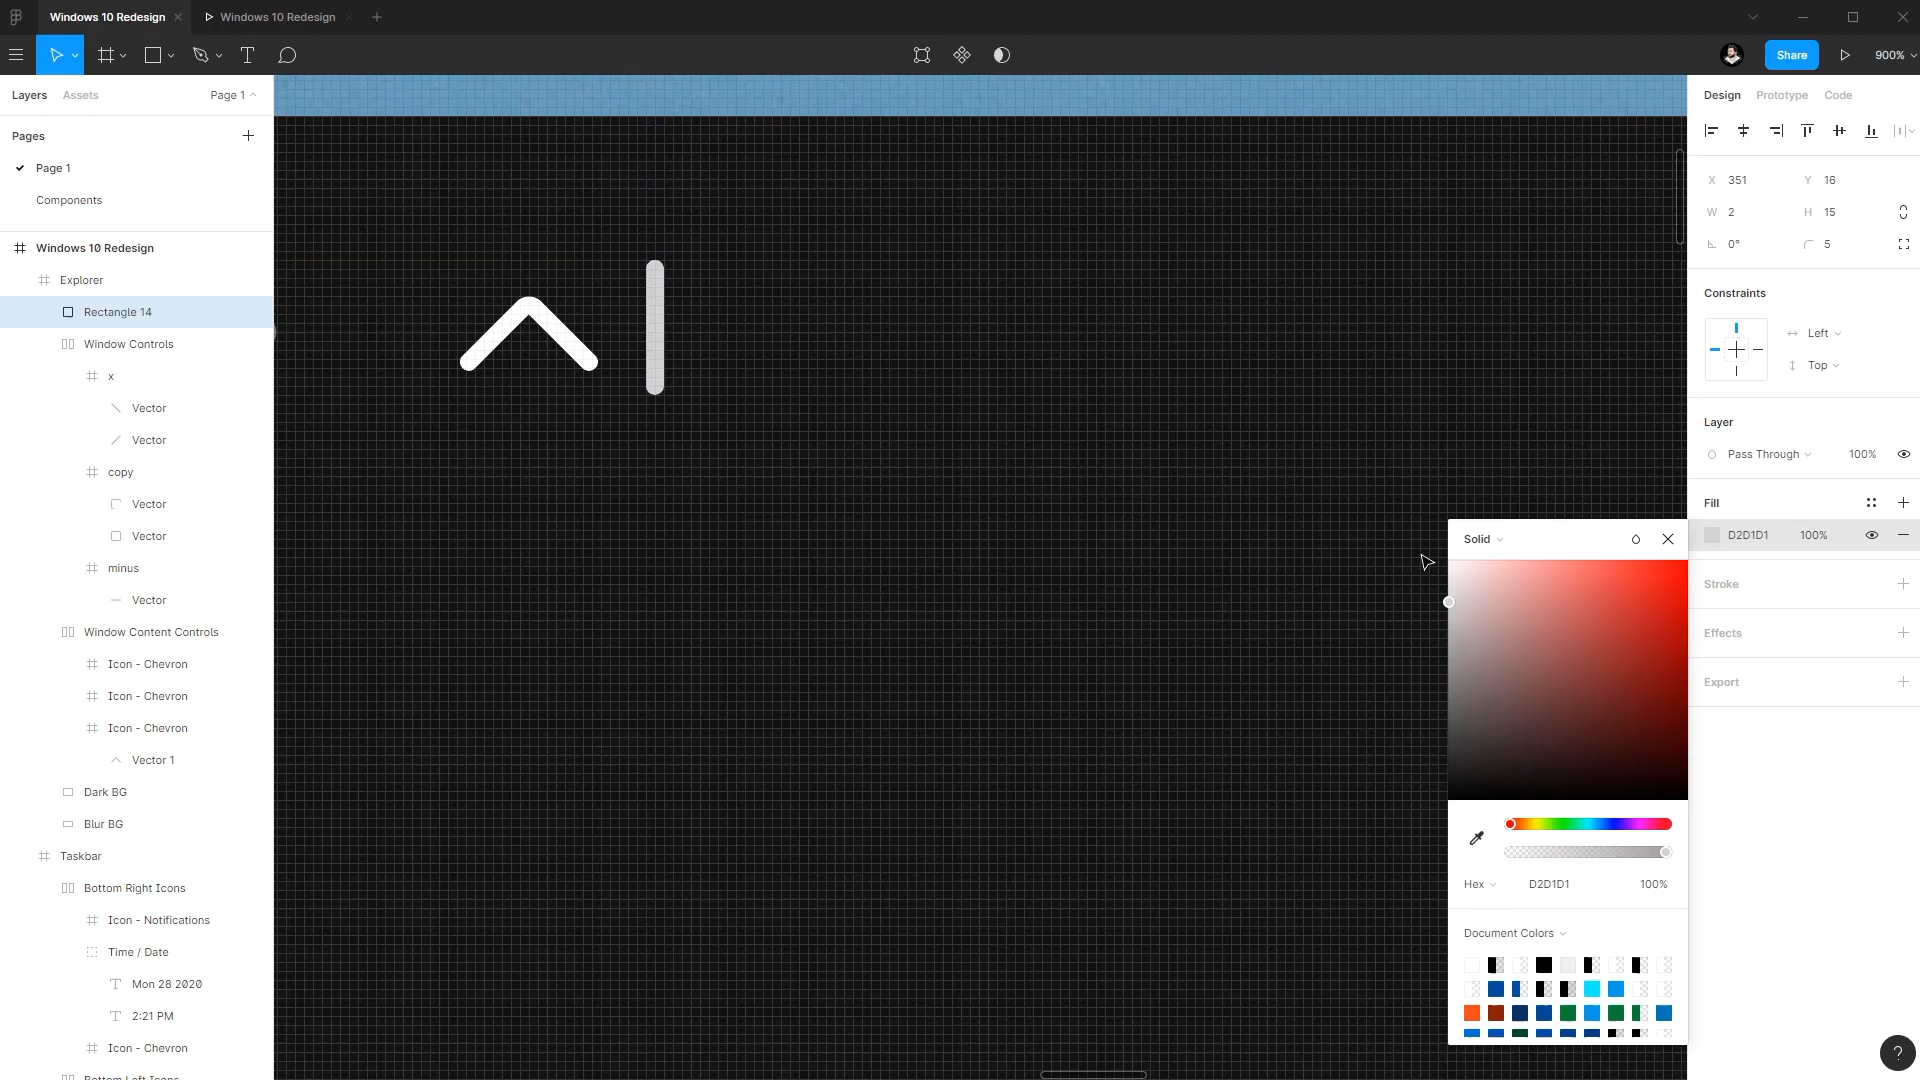 Windows 10 Redesign
Windows 10 Redesign
Share
900%
Layers
Assets
Page 1
Pages
Page 1
Components
Windows 10 Redesign
Explorer
Rectangle 14
Window Controls
x
Vector
Vector
copy
Vector
Vector
minus
Vector
Window Content Controls
Icon - Chevron
Icon - Chevron
Icon - Chevron
Vector 1
Dark BG
Blur BG
Taskbar
Bottom Right Icons
Icon - Notifications
Time / Date
Mon 28 2020
2:21 PM
Icon - Chevron
Bottom Left Icons
Design
Prototype
Code
X 351
Y 16
W 2
H 15
0°
5
Constraints
Left
Top
Layer
Pass Through
100%
Fill
D2D1D1
100%
Stroke
Effects
Export
Solid
Hex
D2D1D1
100%
Document Colors
?